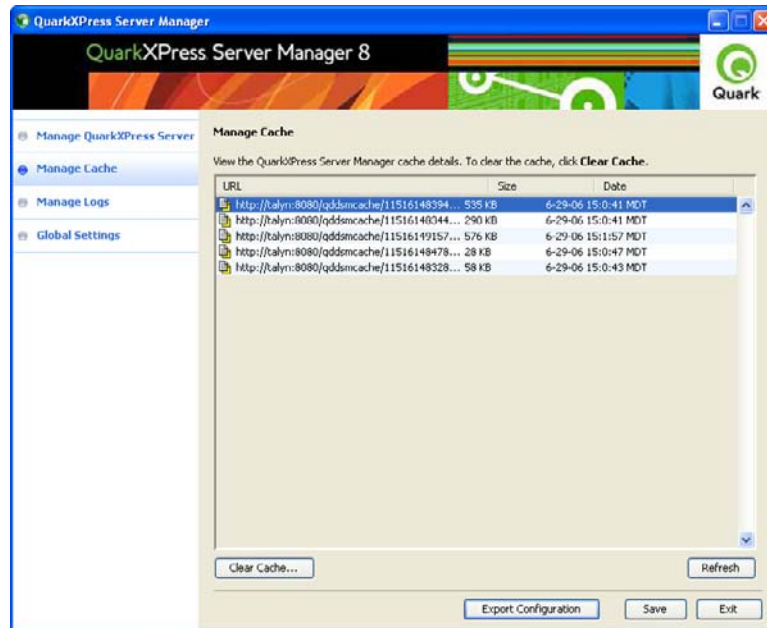 QuarkXPress Server Manager
QuarkXPress Server Manager 8
Quark
Manage QuarkXPress Server
Manage Cache
Manage Logs
Global Settings
Manage Cache
View the QuarkXPress Server Manager cache details. To clear the cache, click Clear Cache.
URL Size Date
http://talyn:8080/qddsmcache/11516148394... 535 KB 6-29-06 15:0:41 MDT
http://talyn:8080/qddsmcache/11516148344... 290 KB 6-29-06 15:0:41 MDT
http://talyn:8080/qddsmcache/11516149157... 576 KB 6-29-06 15:1:57 MDT
http://talyn:8080/qddsmcache/11516148478... 28 KB 6-29-06 15:0:47 MDT
http://talyn:8080/qddsmcache/11516148328... 58 KB 6-29-06 15:0:43 MDT
Clear Cache... Refresh
Export Configuration Save Exit